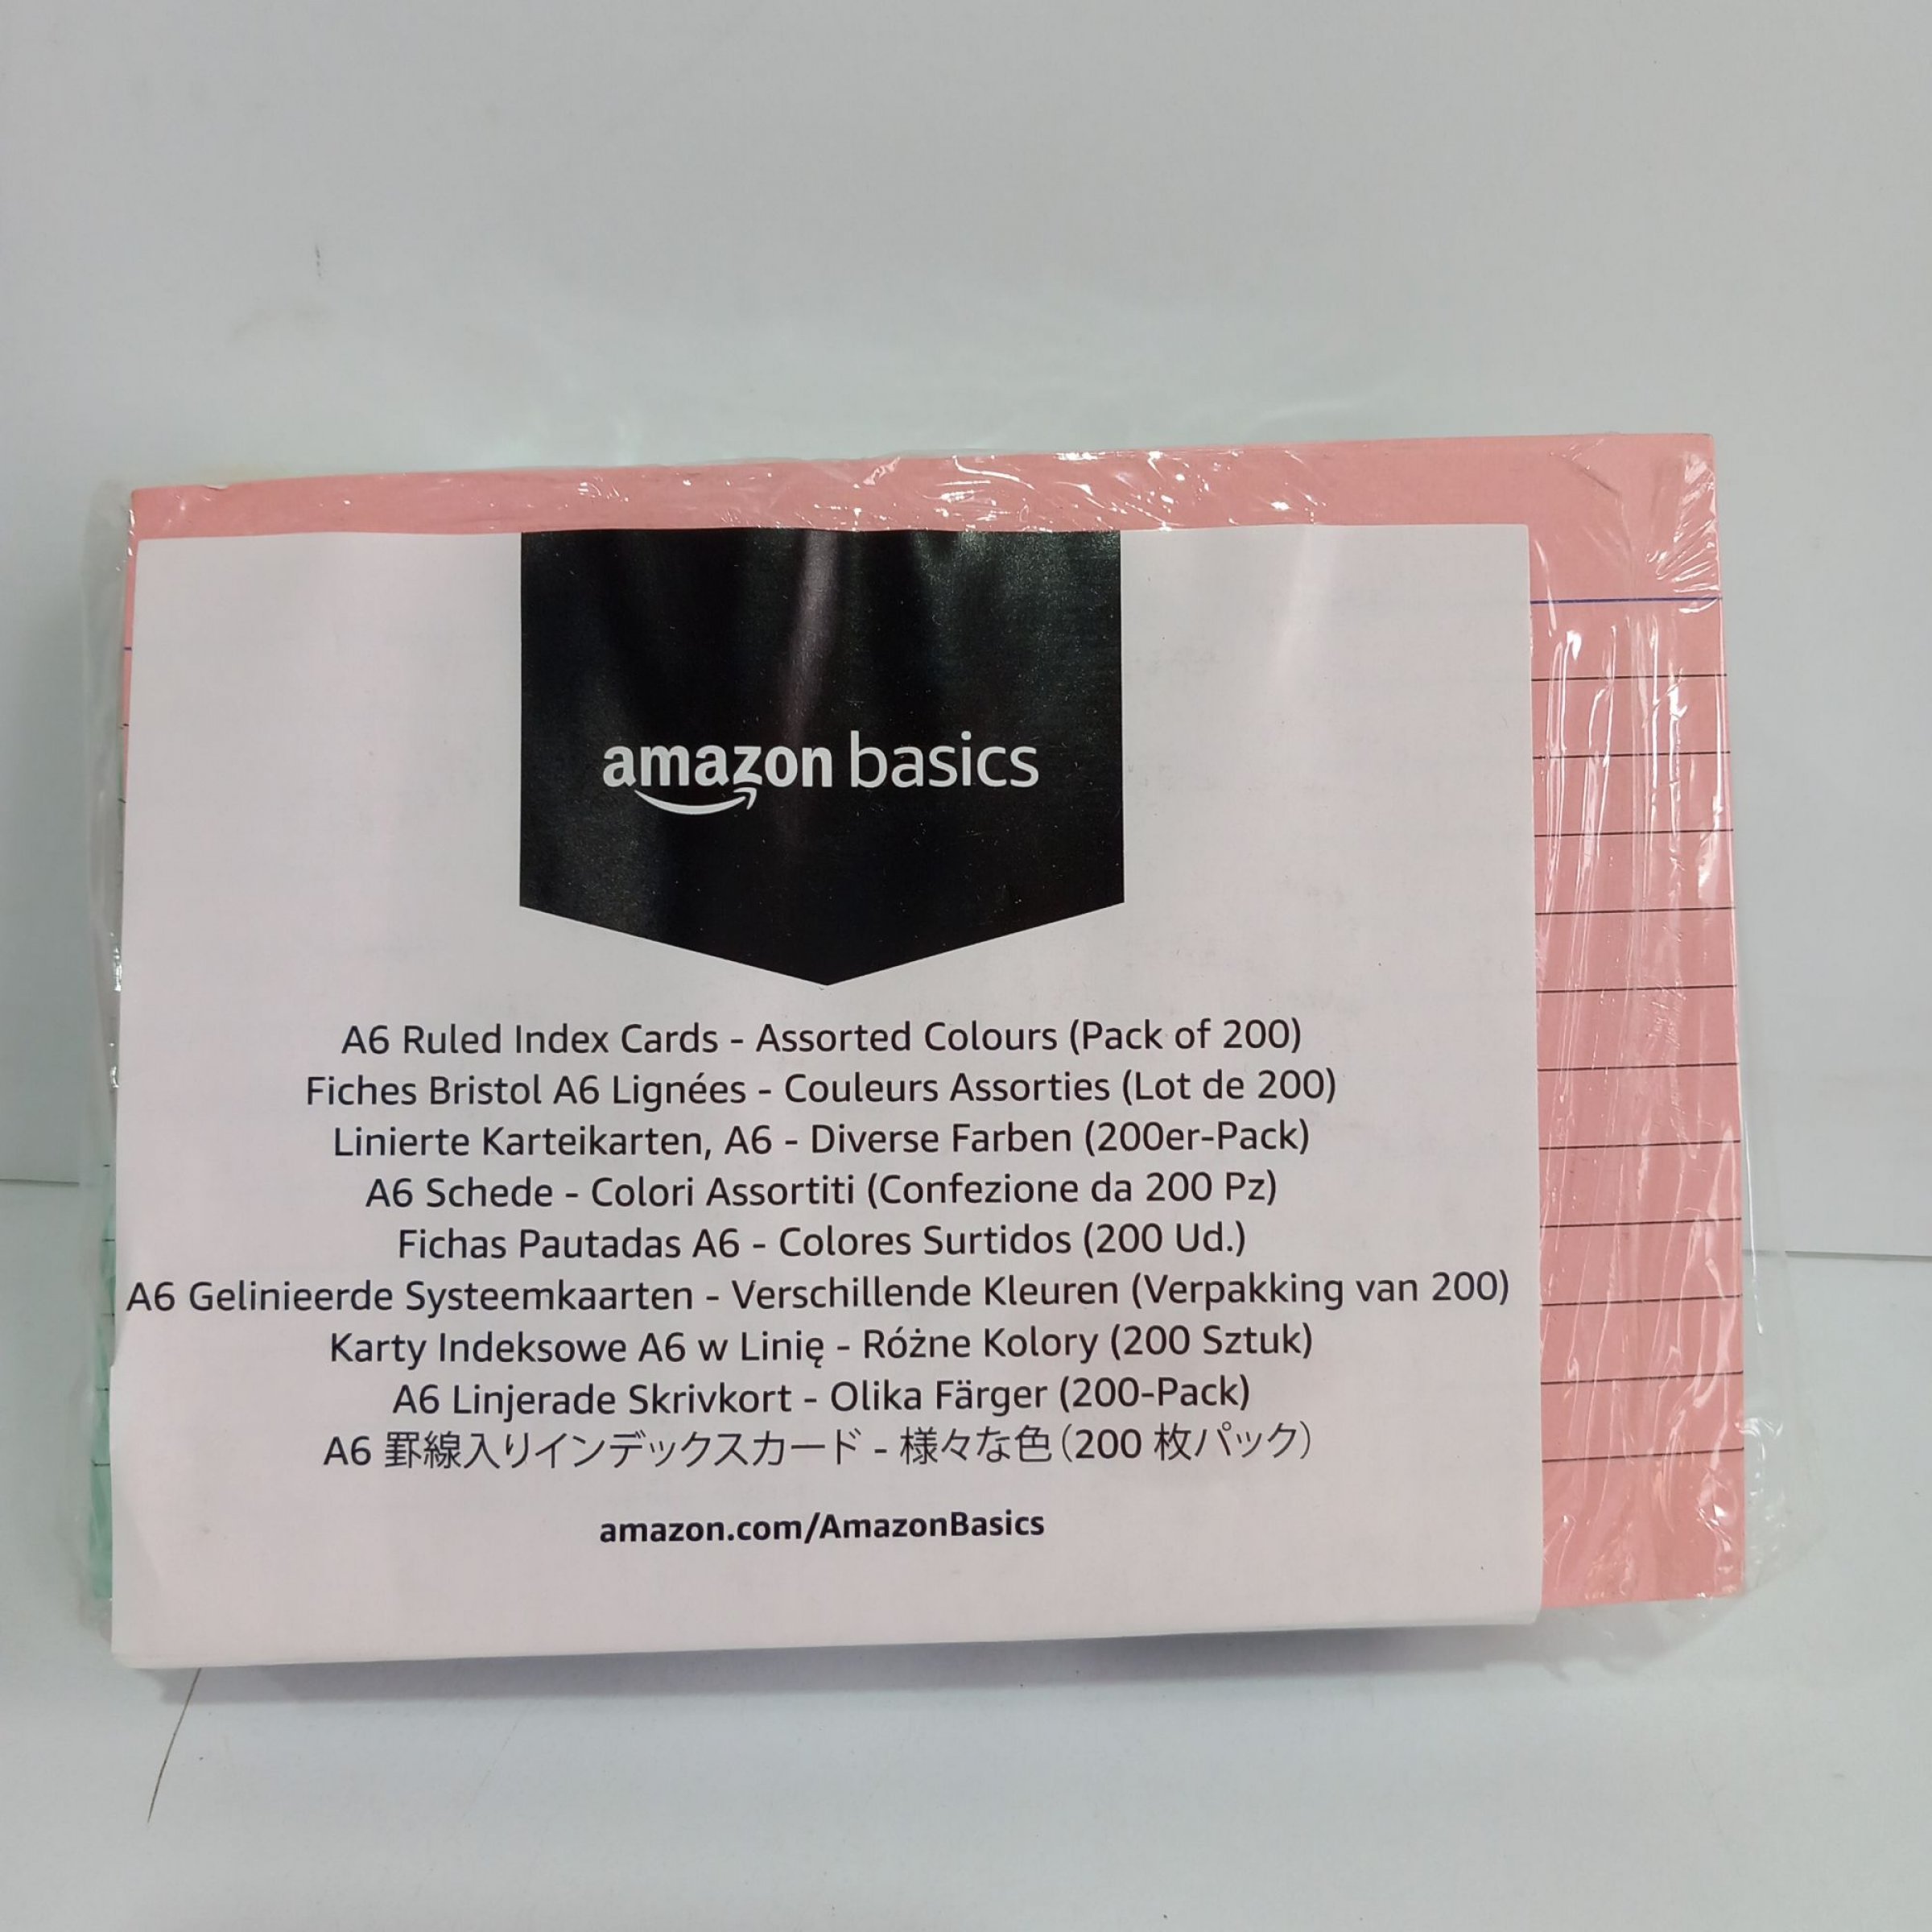 amazon basics
A6 Ruled Index Cards - Assorted Colours (Pack of 200)
Fiches Bristol A6 Lignées - Couleurs Assorties (Lot de 200)
Linierte Karteikarten, A6 - Diverse Farben (200er-Pack)
A6 Schede - Colori Assortiti (Confezione da 200 Pz)
Fichas Pautadas A6 - Colores Surtidos (200 Ud.)
A6 Gelinieerde Systeemkaarten - Verschillende Kleuren (Verpakking van 200)
Karty Indeksowe A6 w Linię - Różne Kolory (200 Sztuk)
A6 Linjerade Skrivkort - Olika Färger (200-Pack)
A6 罫線入りインデックスカード - 様々な色（200 枚パック）
amazon.com/AmazonBasics